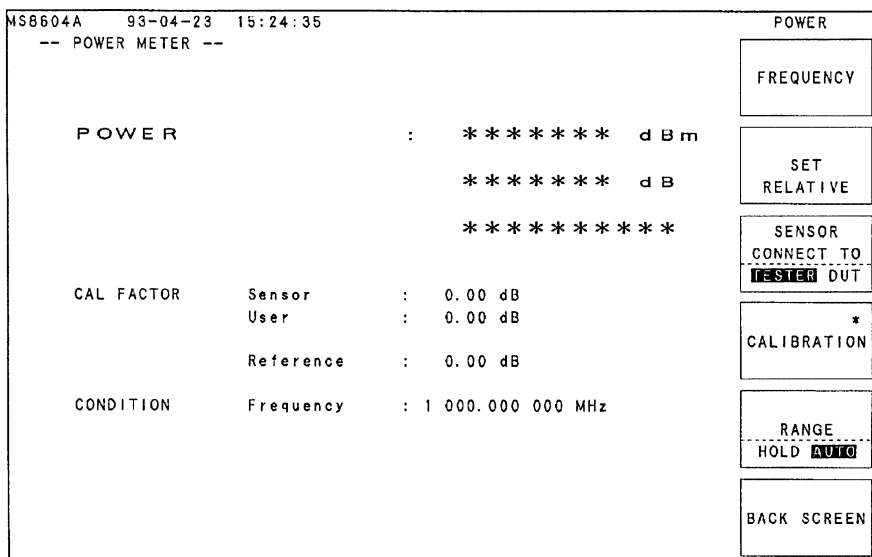 MS8604A 93-04-23 15:24:35 POWER
-- POWER METER --
FREQUENCY
POWER : ******* dBm
******* dB
**********
SET
RELATIVE
SENSOR
CONNECT TO
TESTER DUT
CAL FACTOR Sensor : 0.00 dB
User : 0.00 dB
Reference : 0.00 dB
*
CALIBRATION
CONDITION Frequency : 1 000.000 000 MHz
RANGE
HOLD AUTO
BACK SCREEN